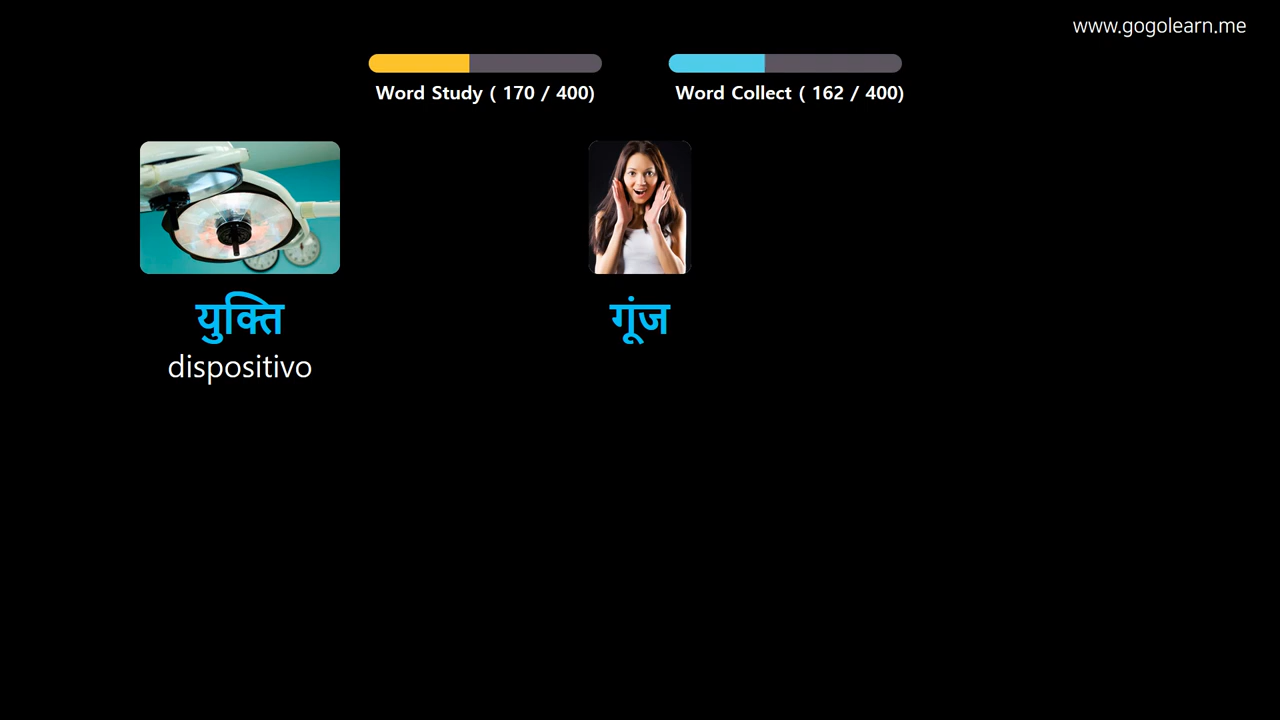 www.gogolearn.me
Word Study ( 170 / 400)
Word Collect ( 162 / 400)
युक्ति
dispositivo
गूंज